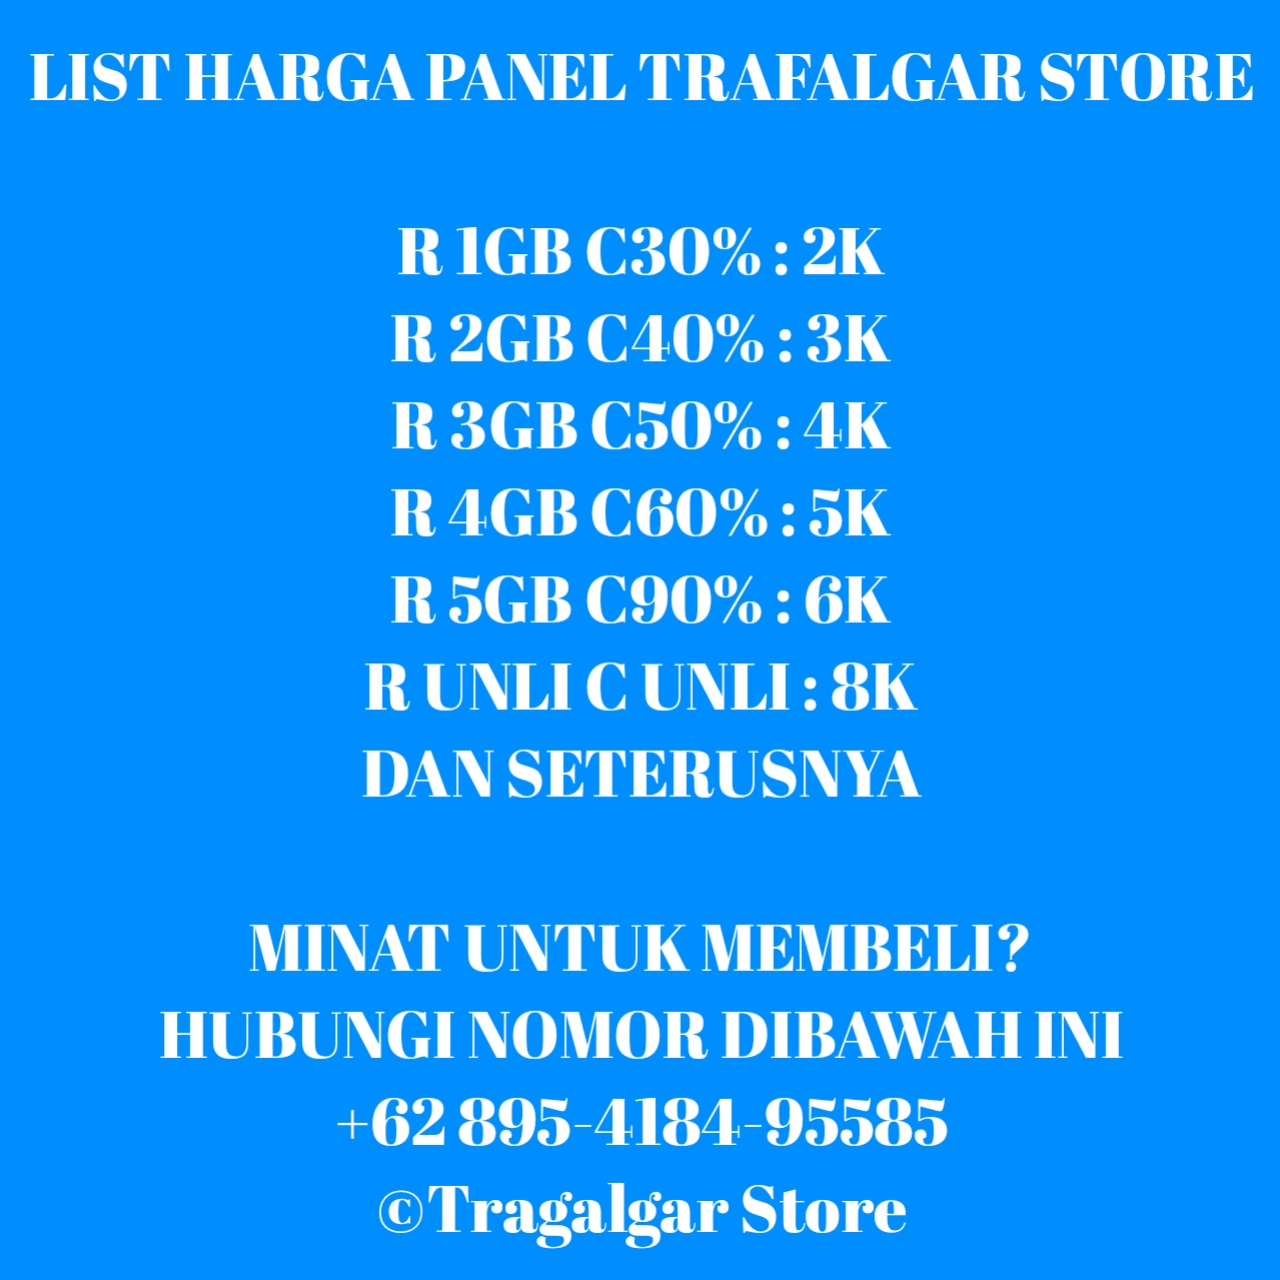 LIST HARGA PANEL TRAFALGAR STORE
R 1GB C30% : 2K
R 2GB C40% : 3K
R 3GB C50% : 4K
R 4GB C60% : 5K
R 5GB C90% : 6K
R UNLI C UNLI : 8K
DAN SETERUSNYA
MINAT UNTUK MEMBELI?
HUBUNGI NOMOR DIBAWAH INI
+62 895-4184-95585
©Tragalgar Store